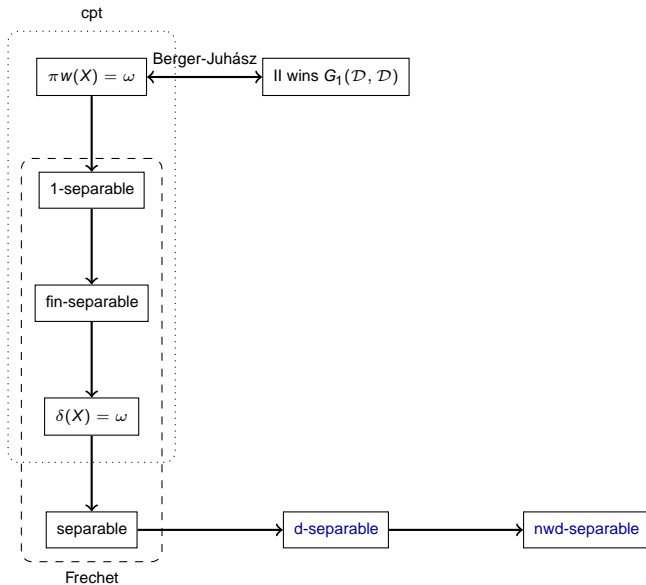 cpt
πw(X) = ω
Berger-Juhász
II wins G₁(𝒟, 𝒟)
1-separable
fin-separable
δ(X) = ω
separable
d-separable
nwd-separable
Frechet